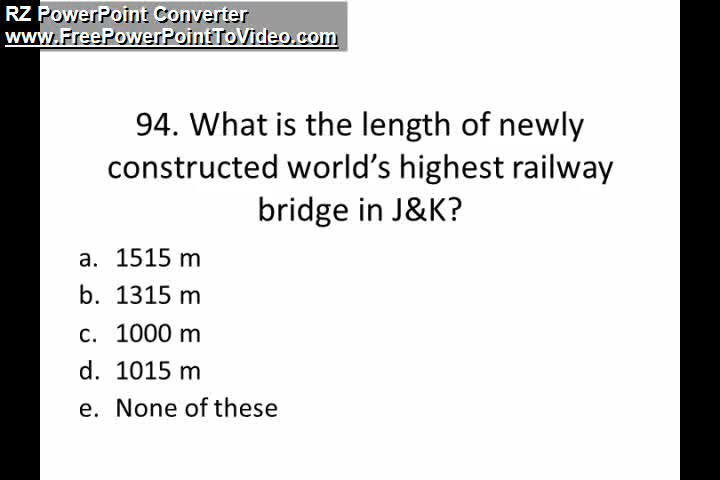 RZ PowerPoint Converter
www.FreePowerPointToVideo.com
94. What is the length of newly
constructed world's highest railway
bridge in J&K?
a. 1515 m
b. 1315 m
c. 1000 m
d. 1015 m
e. None of these